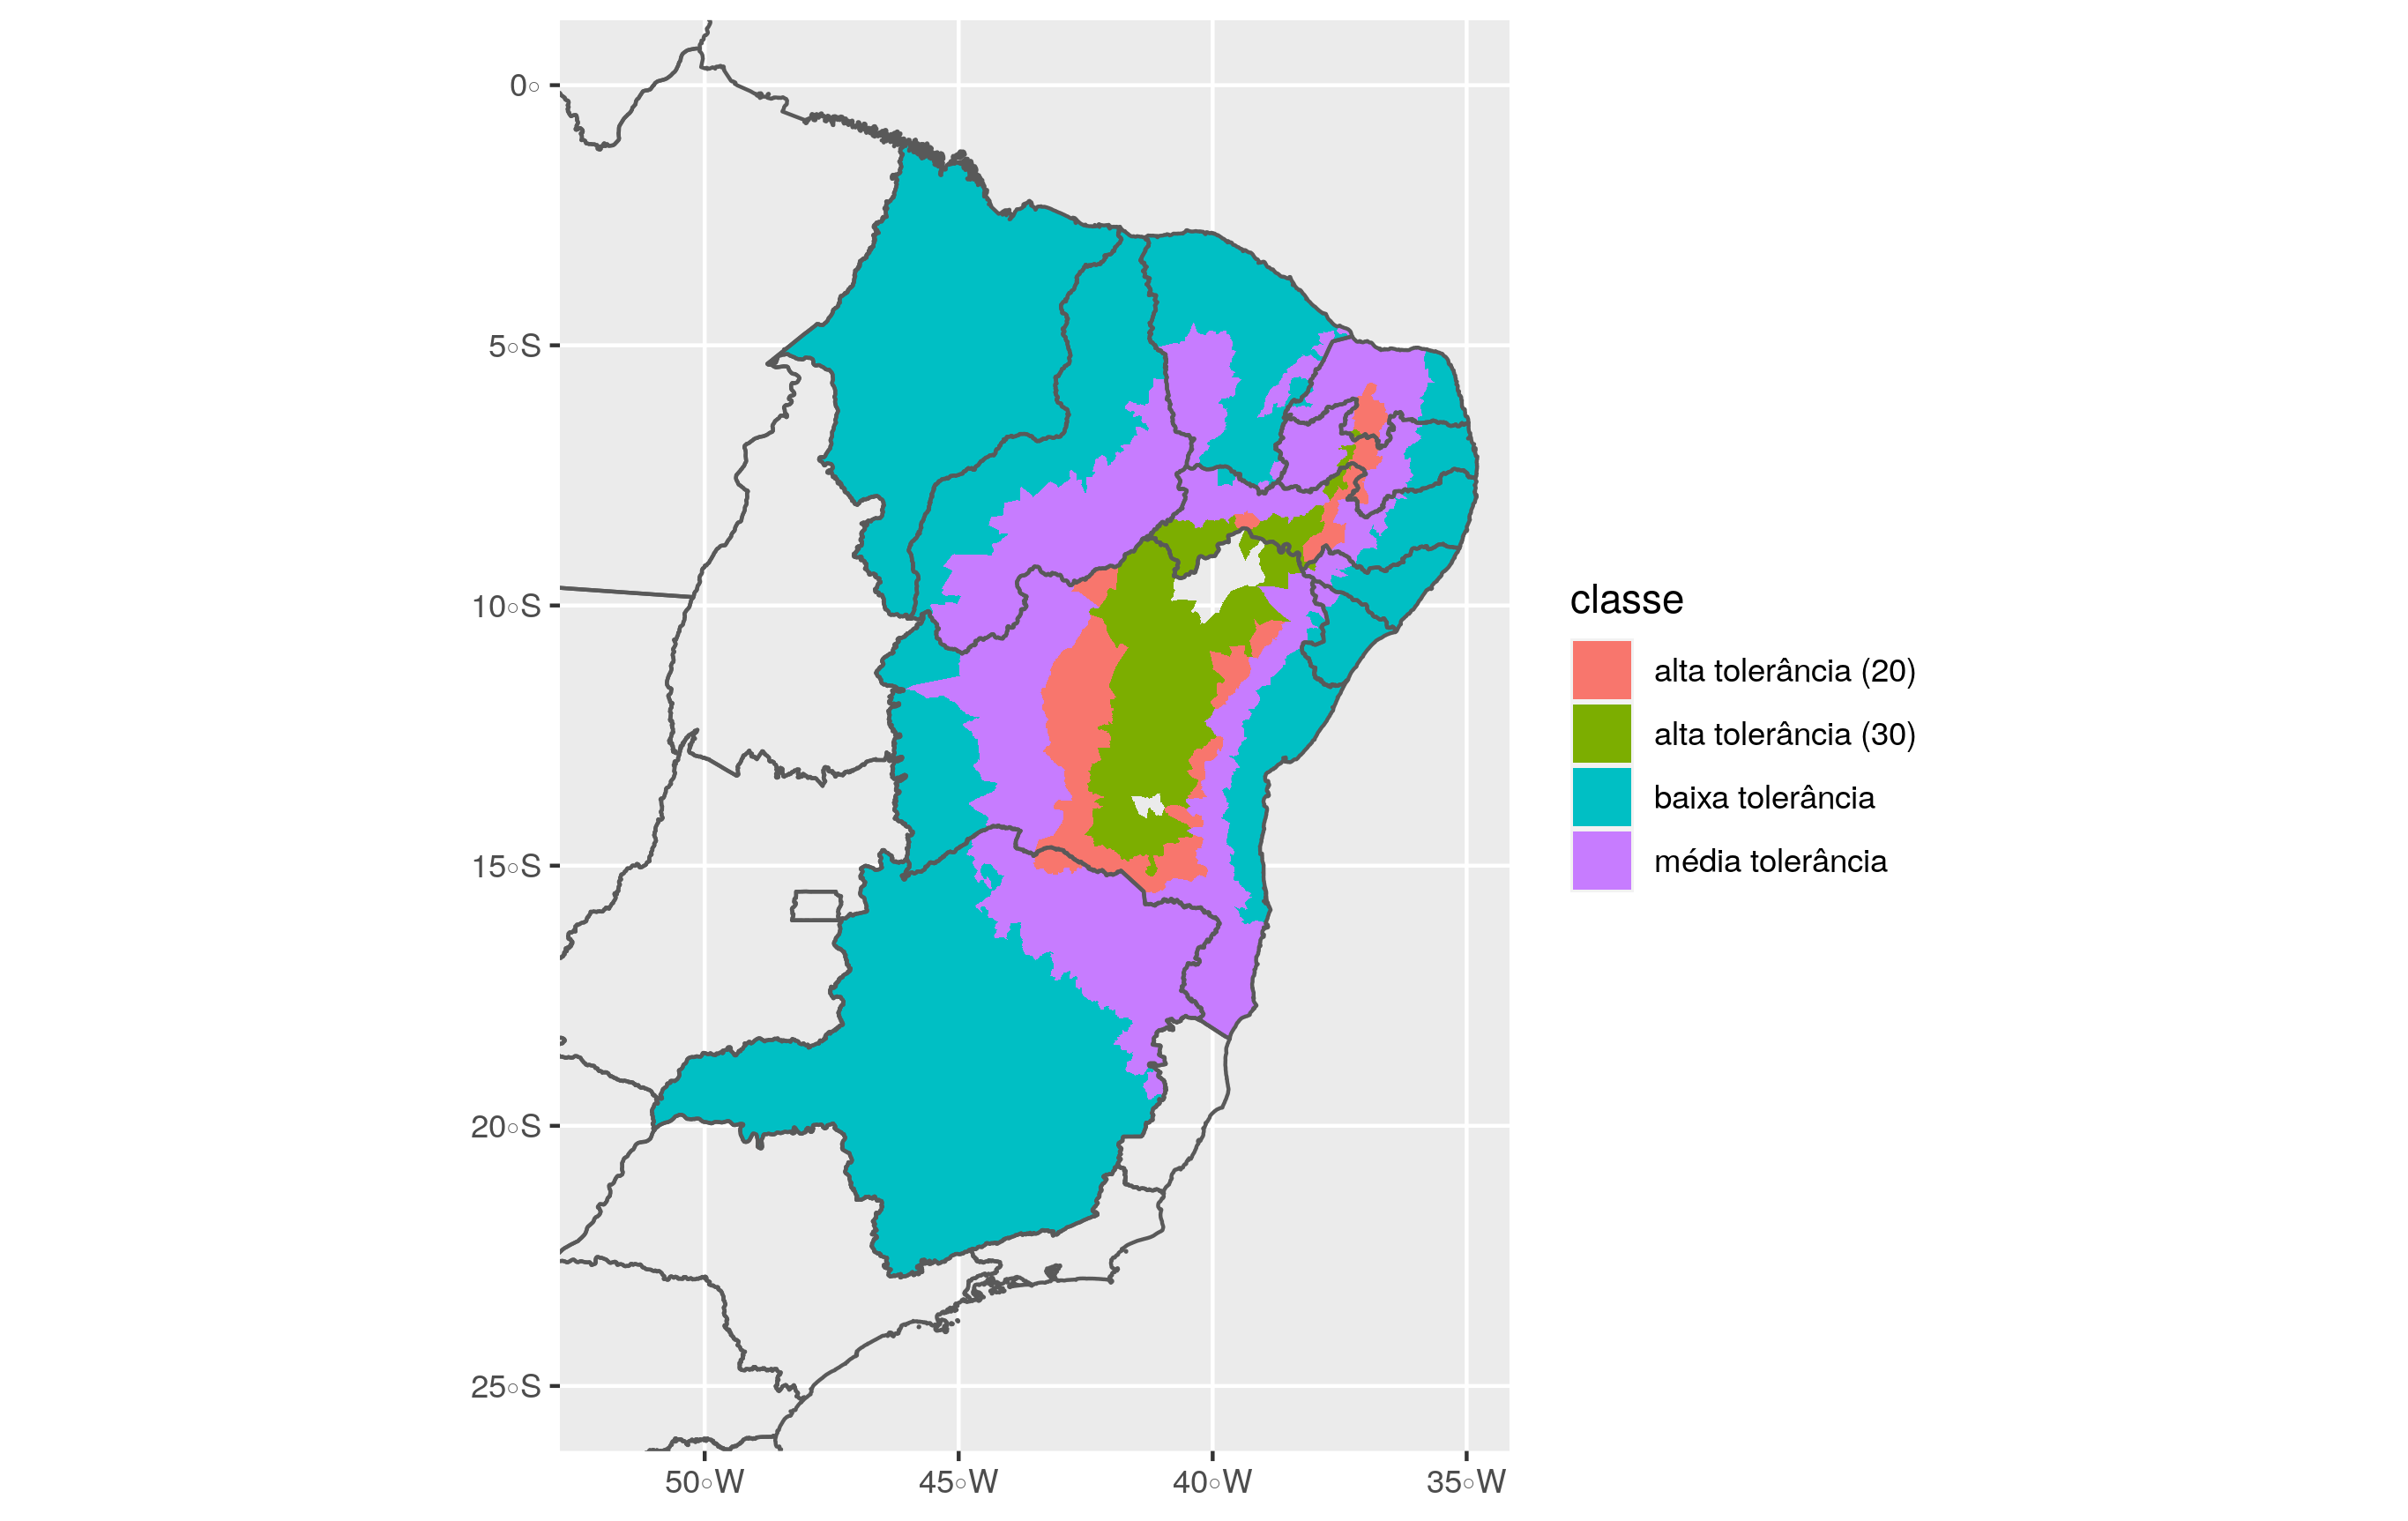 0◦
5◦S
10◦S
15◦S
20◦S
25◦S
50◦W 45◦W 40◦W 35◦W
classe
alta tolerância (20)
alta tolerância (30)
baixa tolerância
média tolerância